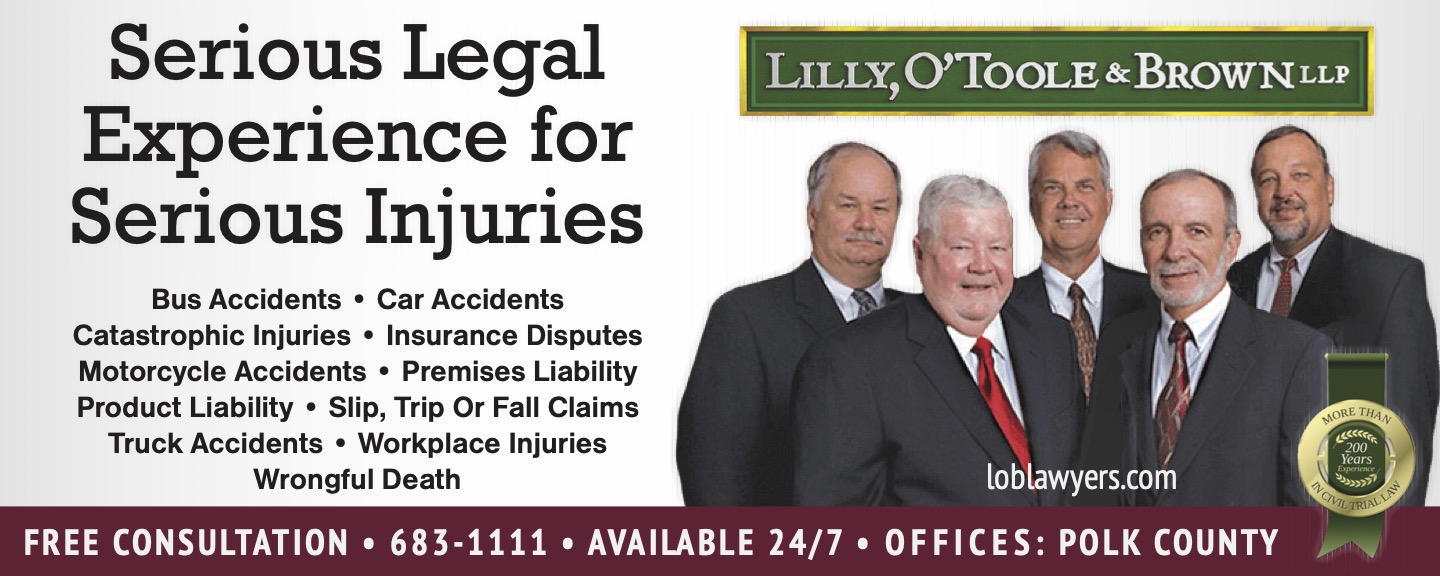 Serious Legal
Experience for
Serious Injuries
Bus Accidents • Car Accidents
Catastrophic Injuries • Insurance Disputes
Motorcycle Accidents • Premises Liability
Product Liability • Slip, Trip Or Fall Claims
Truck Accidents • Workplace Injuries
Wrongful Death
LILLY, O'TOOLE & BROWN LLP
loblawyers.com
MORE THAN
200
Years
Experience
IN CIVIL TRIAL LAW
FREE CONSULTATION • 683-1111 • AVAILABLE 24/7 • OFFICES: POLK COUNTY